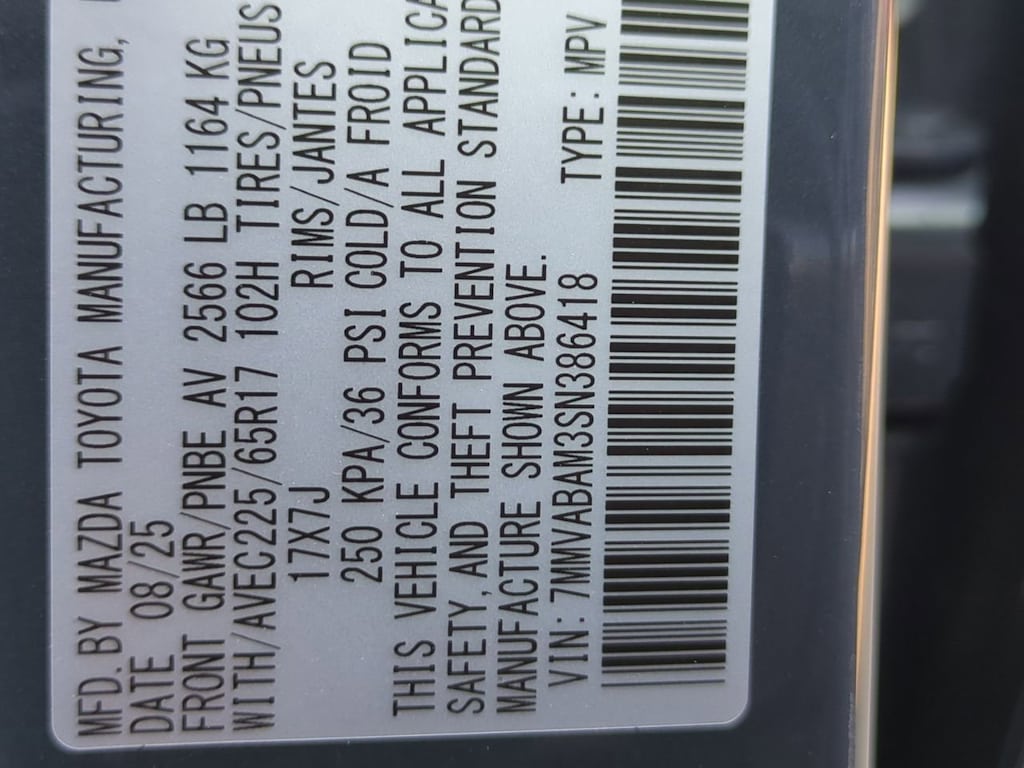 MFD. BY MAZDA TOYOTA MANUFACTURING,
DATE 08/25
FRONT GAWR/PNBE AV 2566 LB 1164 KG
WITH/AVEC225/65R17 102H TIRES/PNEUS
17X7J RIMS/JANTES
250 KPA/36 PSI COLD/A FROID
THIS VEHICLE CONFORMS TO ALL APPLICA
SAFETY, AND THEFT PREVENTION STANDARD
MANUFACTURE SHOWN ABOVE.
VIN: 7MMVABAM3SN386418 TYPE: MPV